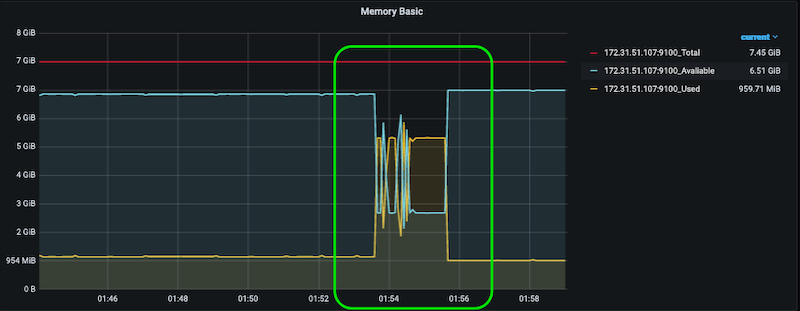 Memory Basic
8 GiB
7 GiB
7 GiB
6 GiB
5 GiB
4 GiB
3 GiB
2 GiB
954 MiB
0 B
01:46 01:48 01:50 01:52 01:54 01:56 01:58
current
172.31.51.107:9100_Total 7.45 GiB
172.31.51.107:9100_Avaliable 6.51 GiB
172.31.51.107:9100_Used 959.71 MiB